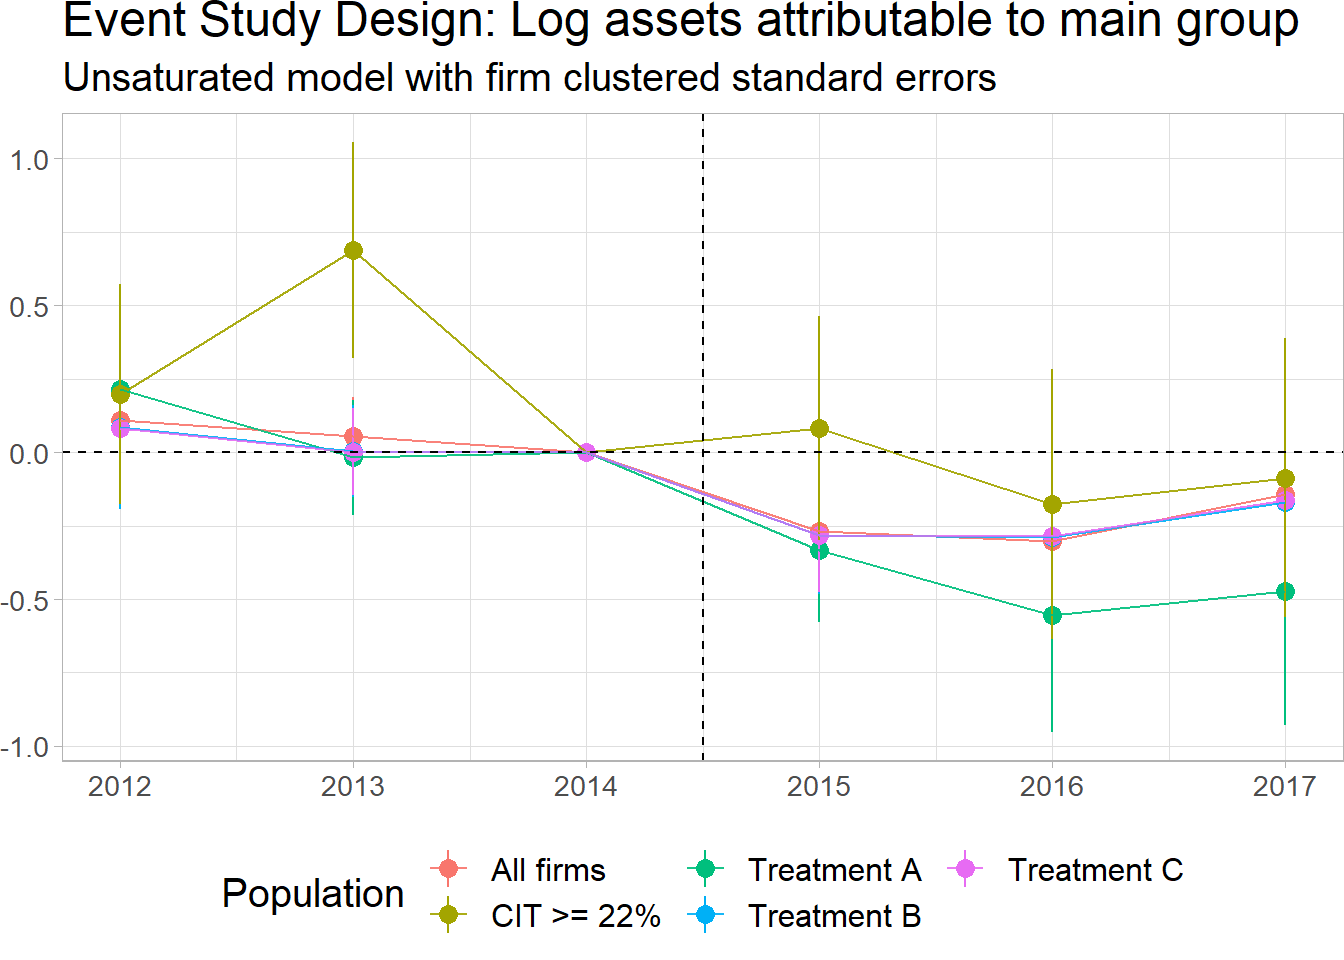 Event Study Design: Log assets attributable to main group
Unsaturated model with firm clustered standard errors
1.0
0.5
0.0
-0.5
-1.0
2012 2013 2014 2015 2016 2017
Population
All firms Treatment A Treatment C
CIT >= 22% Treatment B